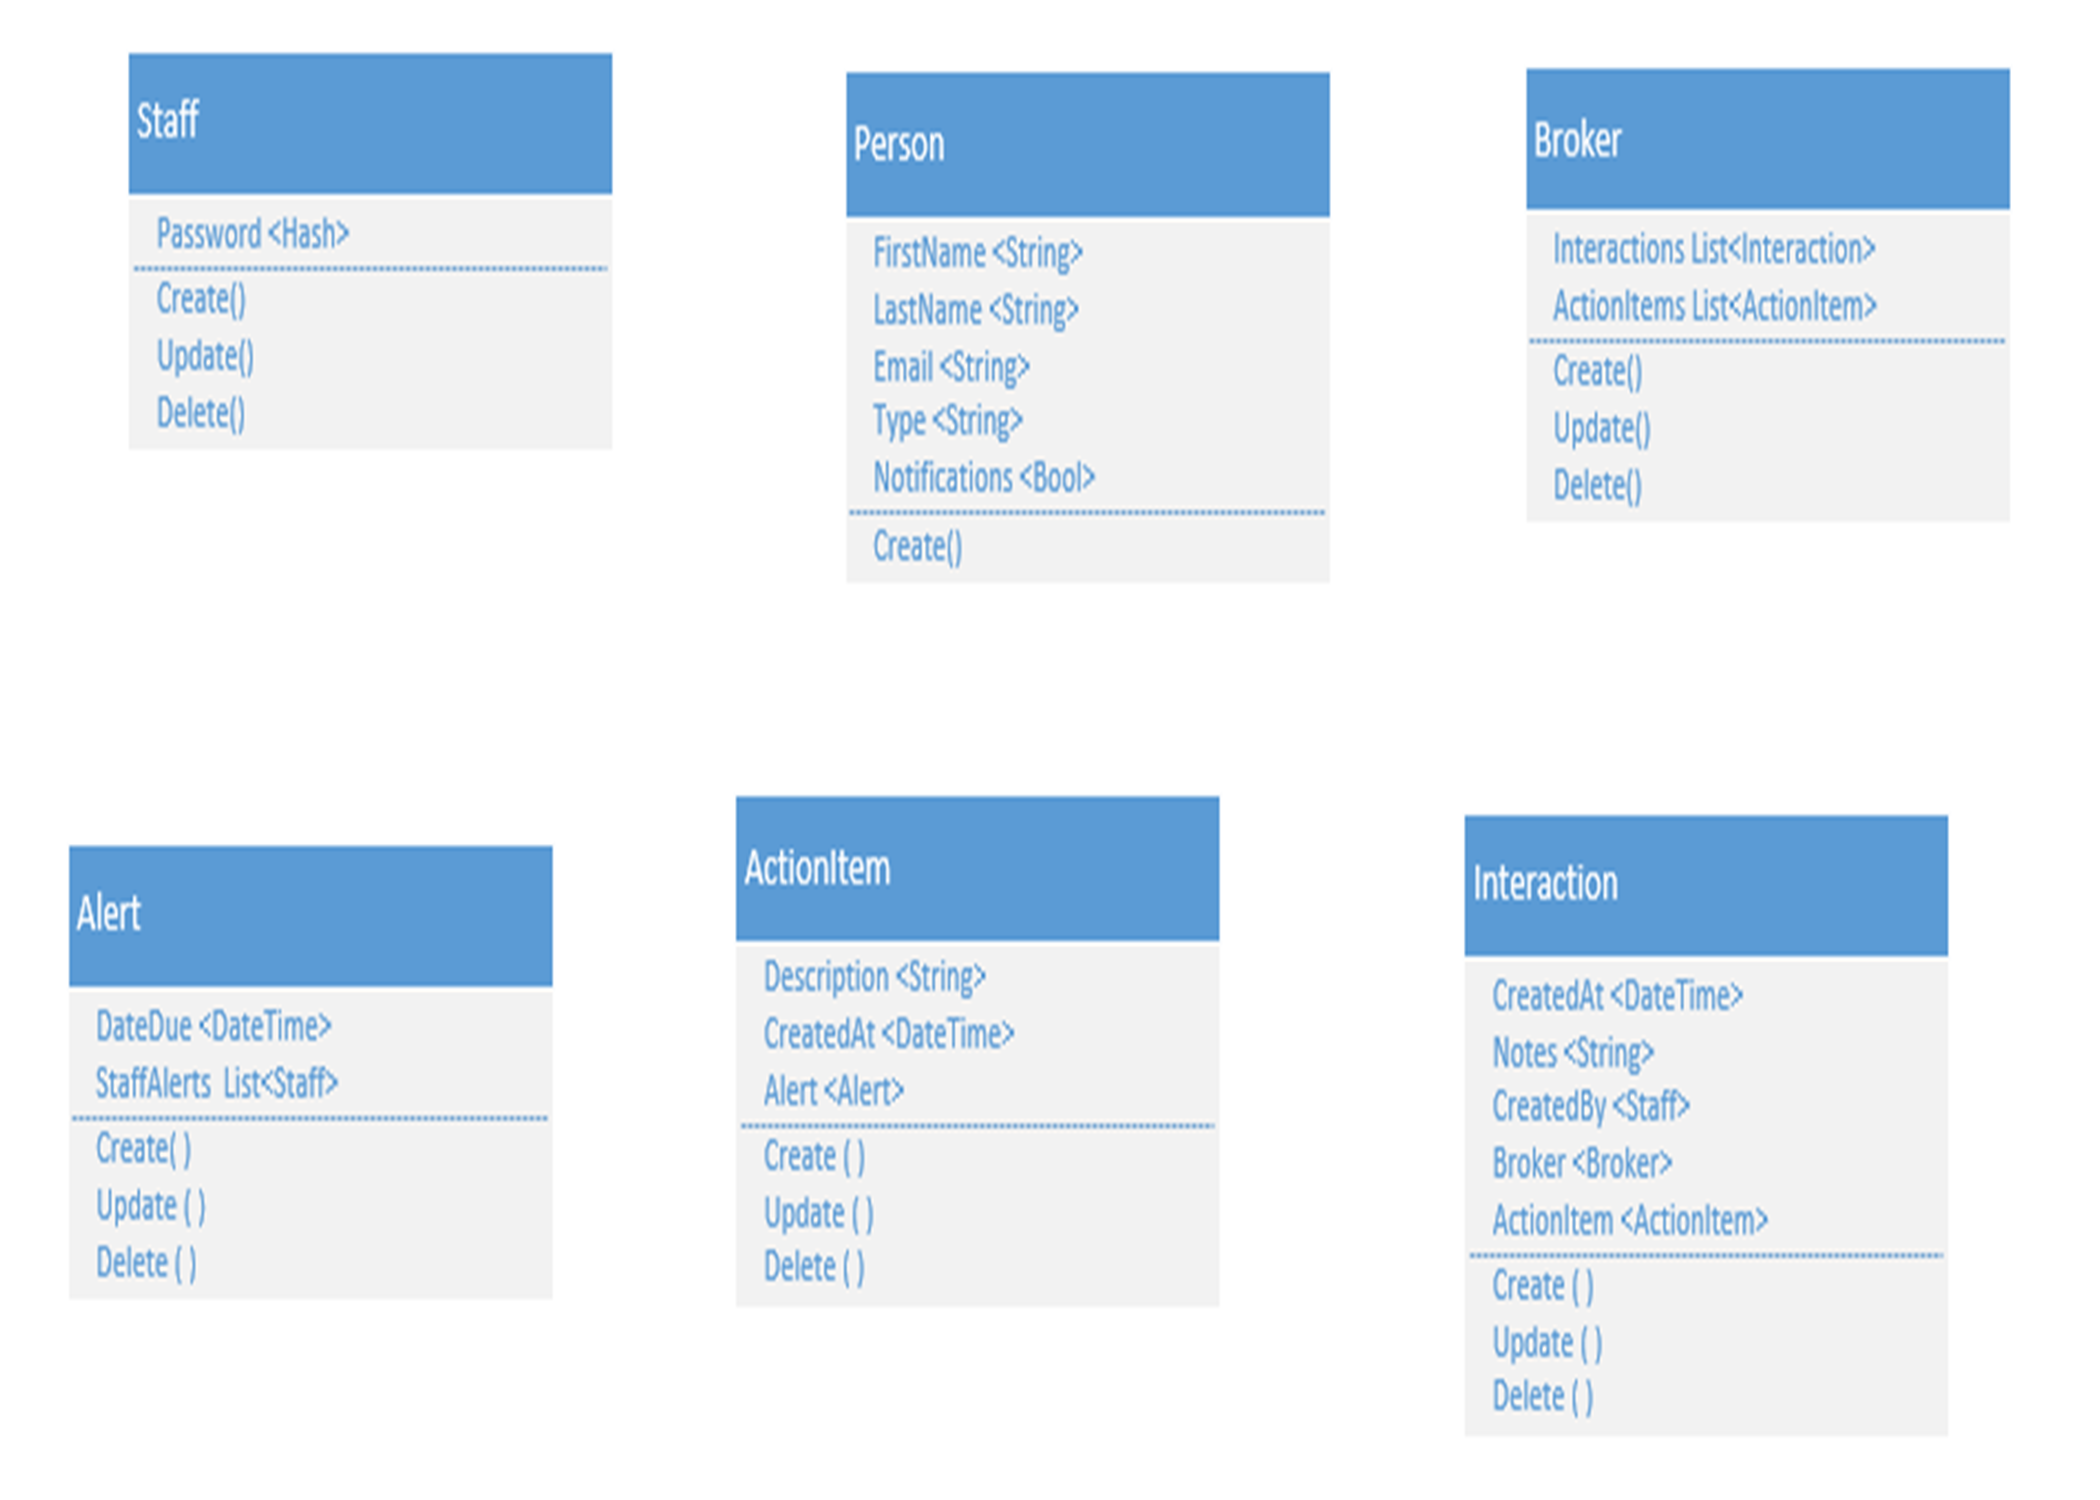 Staff
Password <Hash>
Create()
Update()
Delete()
Person
FirstName <String>
LastName <String>
Email <String>
Type <String>
Notifications <Bool>
Create()
Broker
Interactions List<Interaction>
ActionItems List<ActionItem>
Create()
Update()
Delete()
Alert
DateDue <DateTime>
StaffAlerts  List<Staff>
Create( )
Update ( )
Delete ( )
ActionItem
Description <String>
CreatedAt <DateTime>
Alert <Alert>
Create ( )
Update ( )
Delete ( )
Interaction
CreatedAt <DateTime>
Notes <String>
CreatedBy <Staff>
Broker <Broker>
ActionItem <ActionItem>
Create ( )
Update ( )
Delete ( )